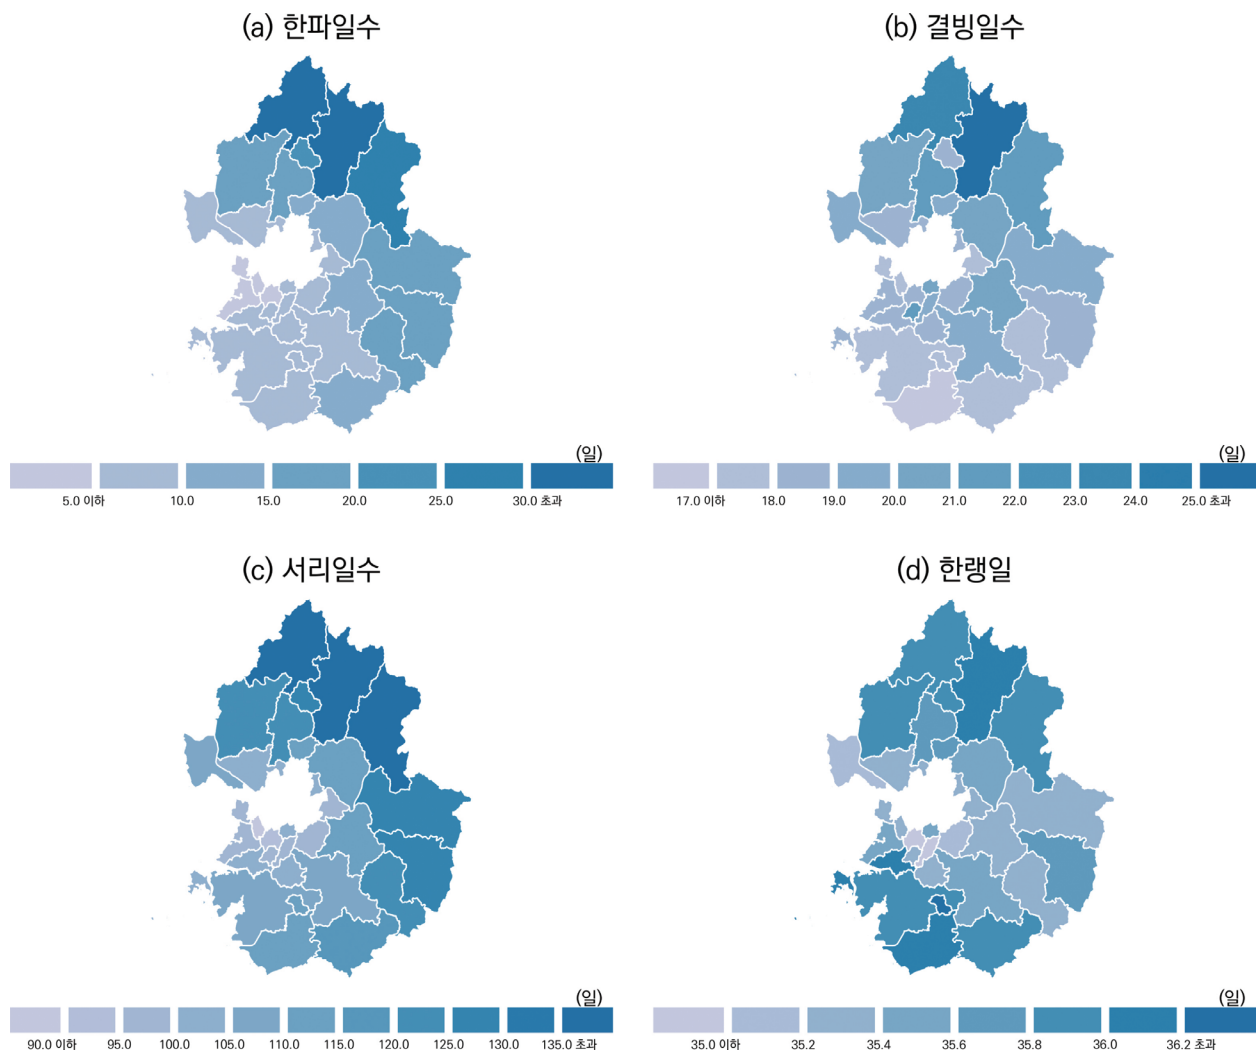 (a) 한파일수
(b) 결빙일수
(일)
5.0 이하 10.0 15.0 20.0 25.0 30.0 초과
(일)
17.0 이하 18.0 19.0 20.0 21.0 22.0 23.0 24.0 25.0 초과
(c) 서리일수
(d) 한랭일
(일)
90.0 이하 95.0 100.0 105.0 110.0 115.0 120.0 125.0 130.0 135.0 초과
(일)
35.0 이하 35.2 35.4 35.6 35.8 36.0 36.2 초과